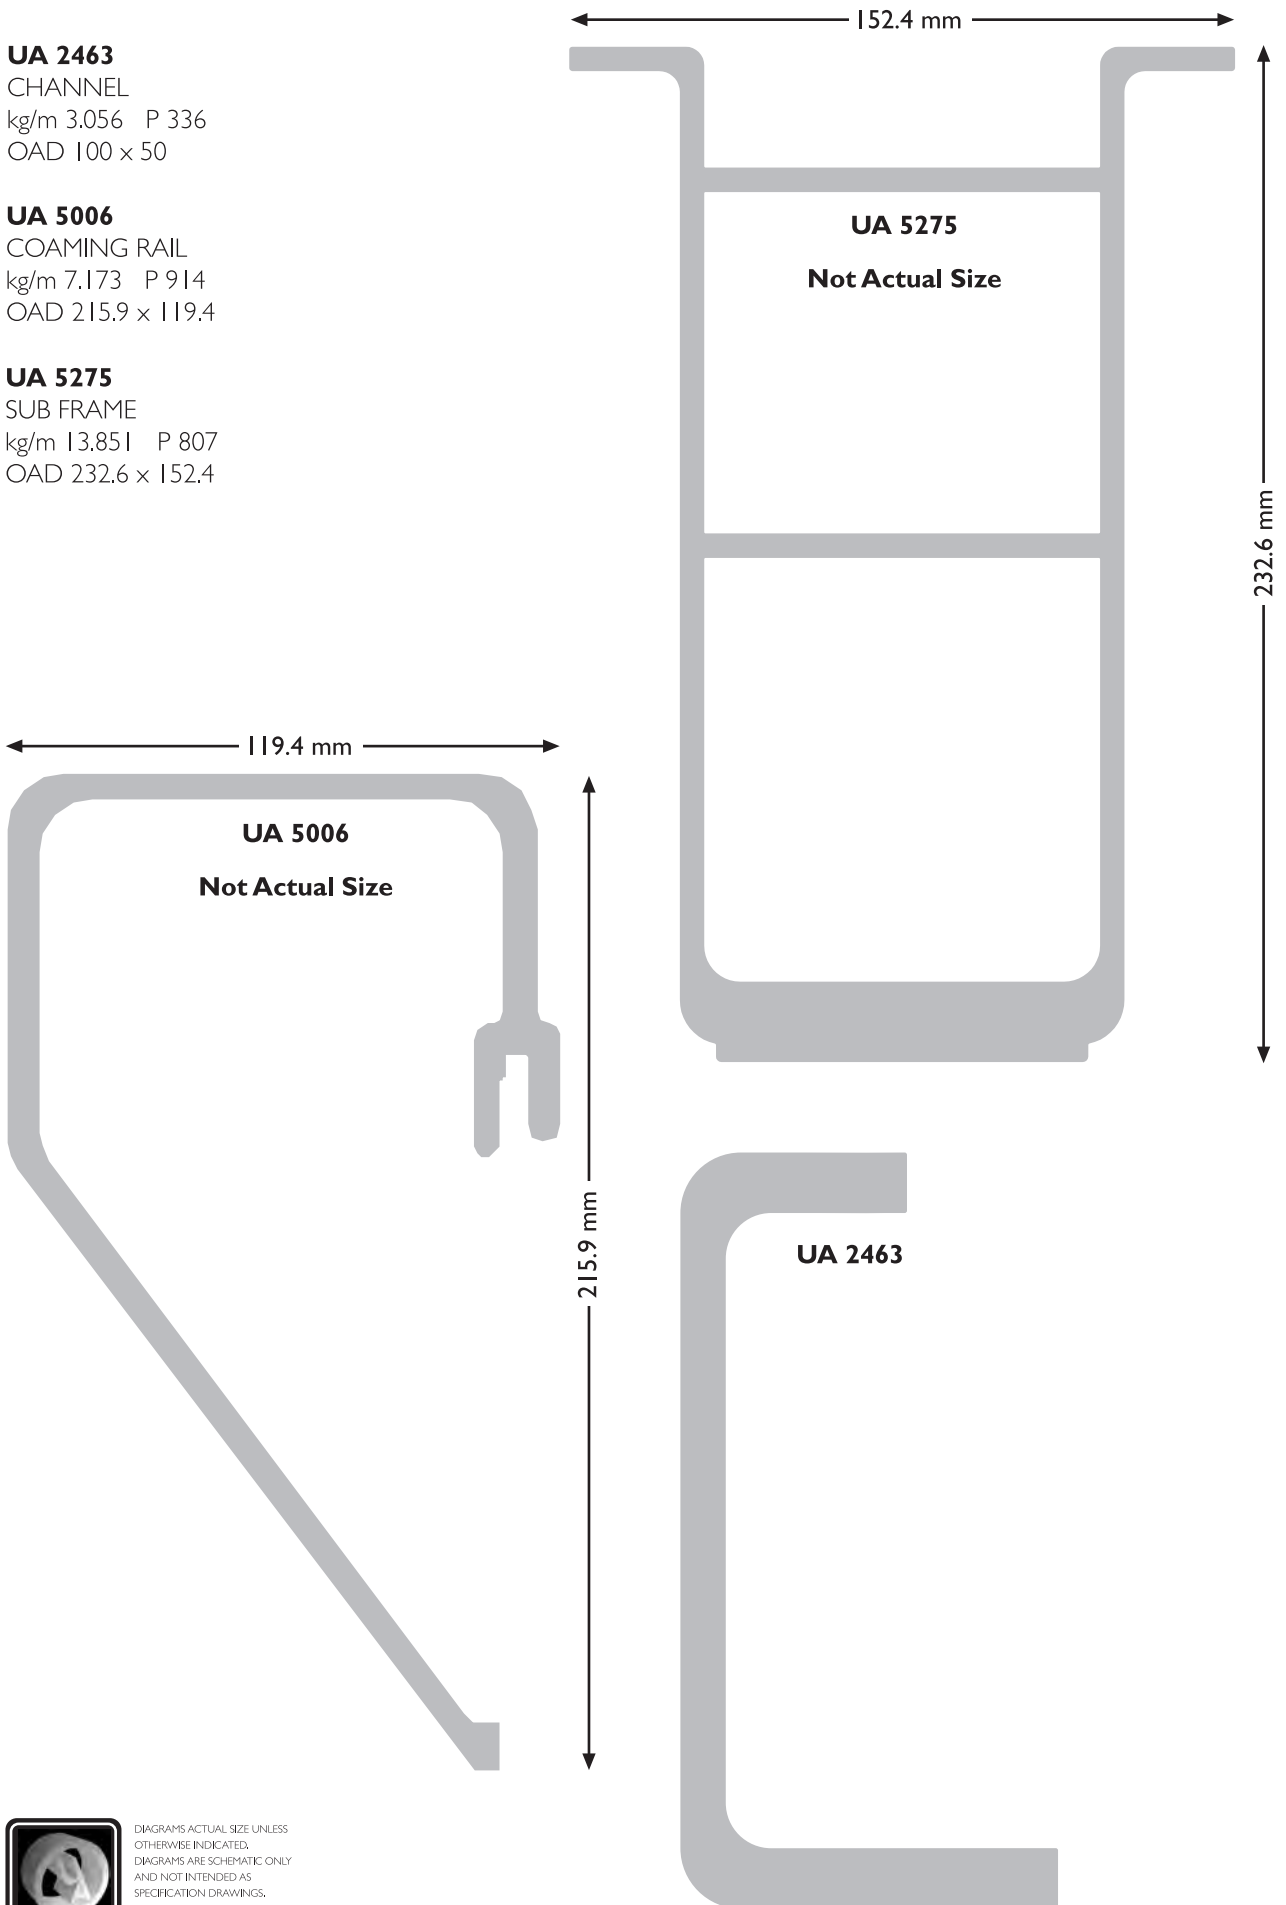 UA 2463
CHANNEL
kg/m 3.056 P 336
OAD 100 x 50
UA 5006
COAMING RAIL
kg/m 7.173 P 914
OAD 215.9 x 119.4
UA 5275
SUB FRAME
kg/m 13.851 P 807
OAD 232.6 x 152.4
152.4 mm
UA 5275
Not Actual Size
232.6 mm
119.4 mm
UA 5006
Not Actual Size
215.9 mm
UA 2463
DIAGRAMS ACTUAL SIZE UNLESS
OTHERWISE INDICATED.
DIAGRAMS ARE SCHEMATIC ONLY
AND NOT INTENDED AS
SPECIFICATION DRAWINGS.